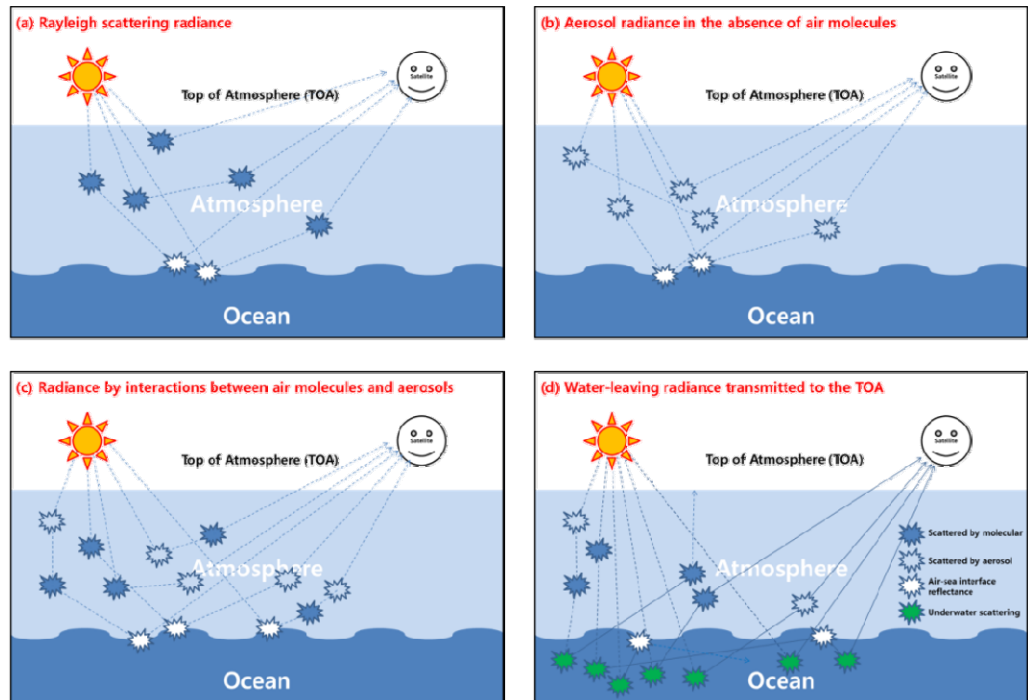 (a) Rayleigh scattering radiance
Satellite
Top of Atmosphere (TOA)
Atmosphere
Ocean
(b) Aerosol radiance in the absence of air molecules
Satellite
Top of Atmosphere (TOA)
Atmosphere
Ocean
(c) Radiance by interactions between air molecules and aerosols
Satellite
Top of Atmosphere (TOA)
Atmosphere
Ocean
(d) Water-leaving radiance transmitted to the TOA
Satellite
Top of Atmosphere (TOA)
Scattered by molecular
Atmosphere
Scattered by aerosol
Air-sea interface
reflectance
Underwater scattering
Ocean